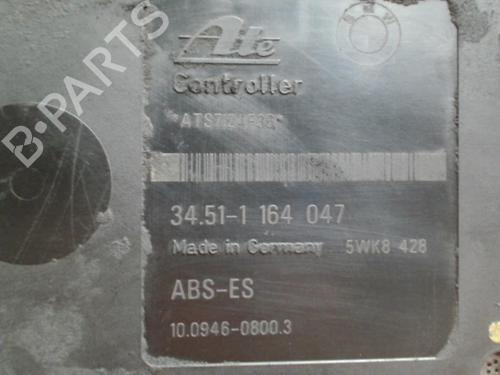 Ate
BMW
Controller
34.51-1 164 047
Made in Germany 5WK8 428
ABS-ES
10.0946-0800.3
B-PARTS